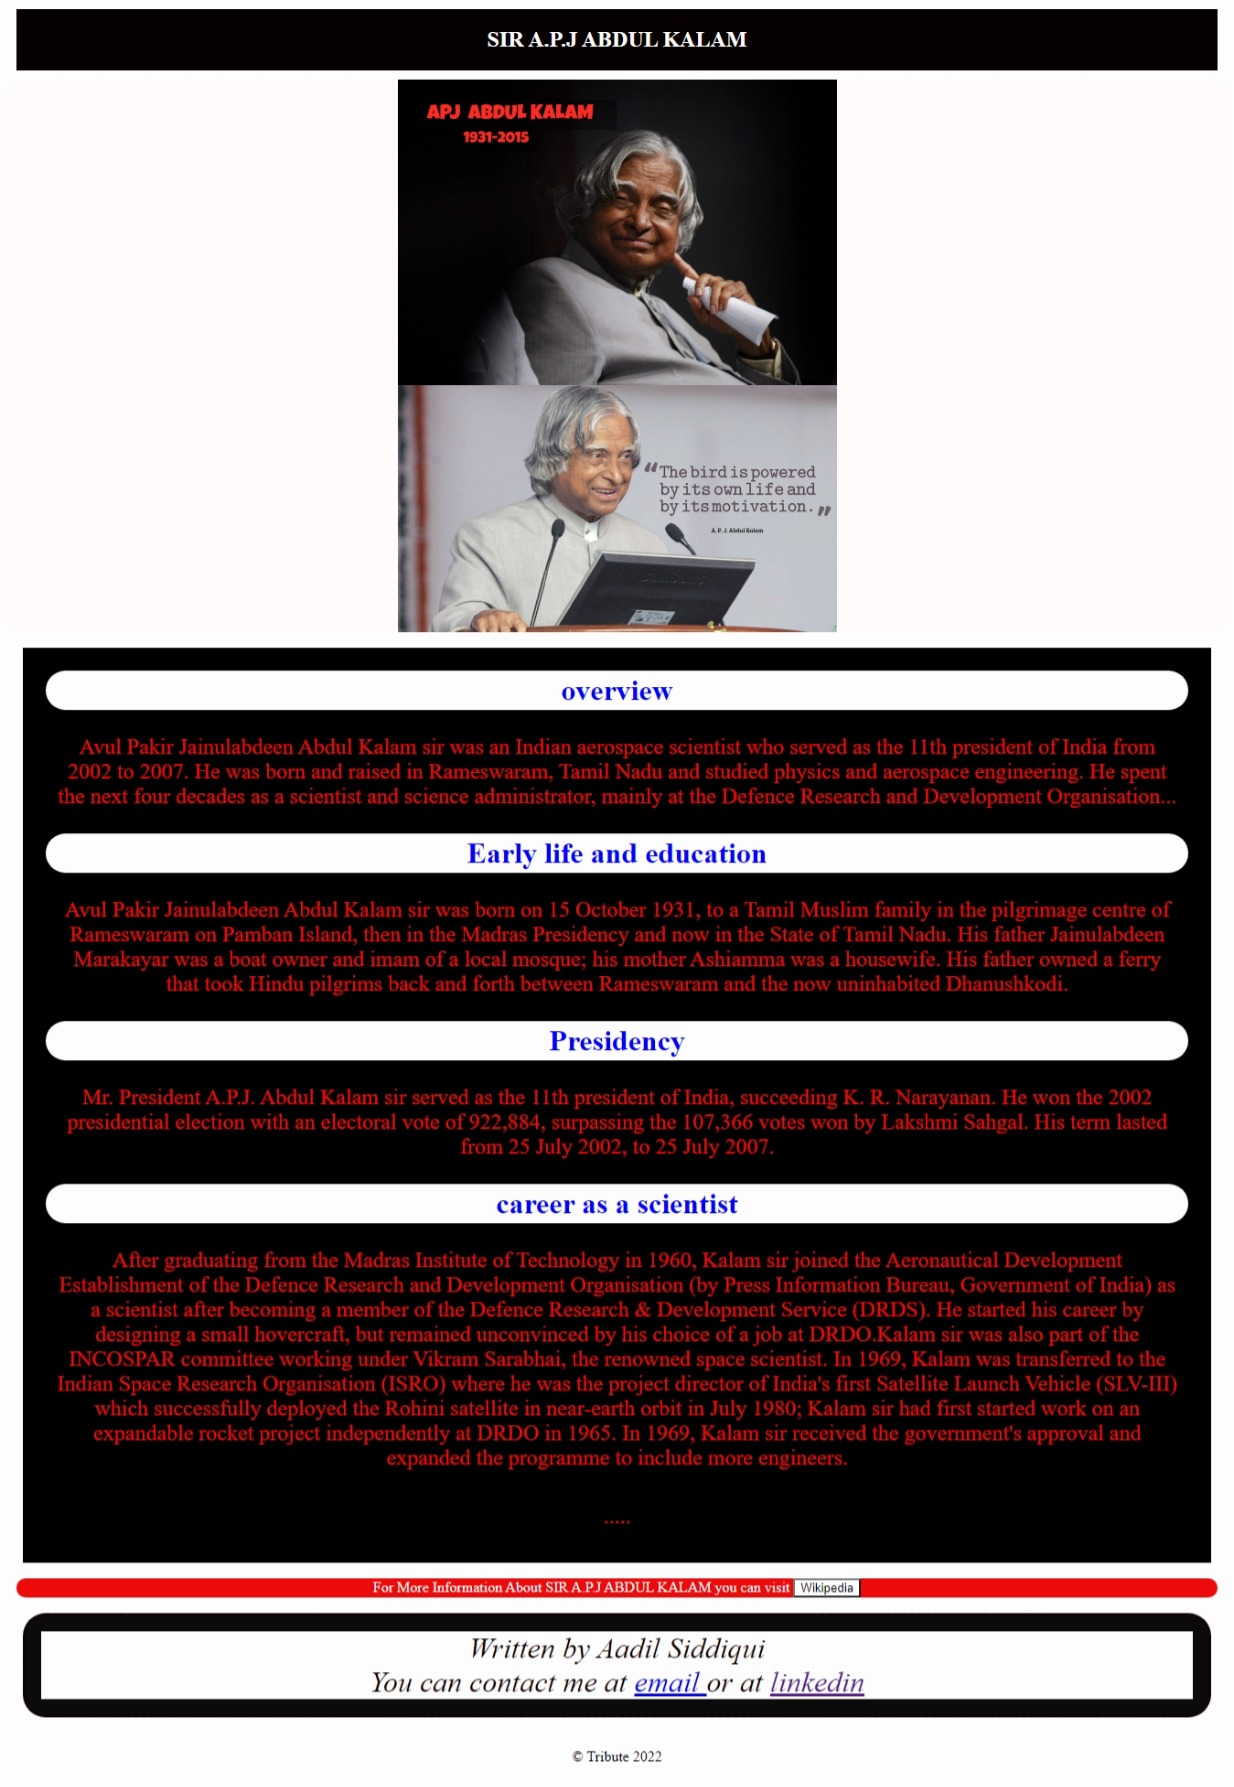 SIR A.P.J ABDUL KALAM
APJ ABDUL KALAM
1931-2015
“The bird is powered
by its own life and
by its motivation.”
A. P. J. Abdul Kalam
overview
Avul Pakir Jainulabdeen Abdul Kalam sir was an Indian aerospace scientist who served as the 11th president of India from
2002 to 2007. He was born and raised in Rameswaram, Tamil Nadu and studied physics and aerospace engineering. He spent
the next four decades as a scientist and science administrator, mainly at the Defence Research and Development Organisation...
Early life and education
Avul Pakir Jainulabdeen Abdul Kalam sir was born on 15 October 1931, to a Tamil Muslim family in the pilgrimage centre of
Rameswaram on Pamban Island, then in the Madras Presidency and now in the State of Tamil Nadu. His father Jainulabdeen
Marakayar was a boat owner and imam of a local mosque; his mother Ashiamma was a housewife. His father owned a ferry
that took Hindu pilgrims back and forth between Rameswaram and the now uninhabited Dhanushkodi.
Presidency
Mr. President A.P.J. Abdul Kalam sir served as the 11th president of India, succeeding K. R. Narayanan. He won the 2002
presidential election with an electoral vote of 922,884, surpassing the 107,366 votes won by Lakshmi Sahgal. His term lasted
from 25 July 2002, to 25 July 2007.
career as a scientist
After graduating from the Madras Institute of Technology in 1960, Kalam sir joined the Aeronautical Development
Establishment of the Defence Research and Development Organisation (by Press Information Bureau, Government of India) as
a scientist after becoming a member of the Defence Research & Development Service (DRDS). He started his career by
designing a small hovercraft, but remained unconvinced by his choice of a job at DRDO.Kalam sir was also part of the
INCOSPAR committee working under Vikram Sarabhai, the renowned space scientist. In 1969, Kalam was transferred to the
Indian Space Research Organisation (ISRO) where he was the project director of India's first Satellite Launch Vehicle (SLV-III)
which successfully deployed the Rohini satellite in near-earth orbit in July 1980; Kalam sir had first started work on an
expandable rocket project independently at DRDO in 1965. In 1969, Kalam sir received the government's approval and
expanded the programme to include more engineers.
.....
For More Information About SIR A.P.J ABDUL KALAM you can visit Wikipedia
Written by Aadil Siddiqui
You can contact me at email or at linkedin
© Tribute 2022